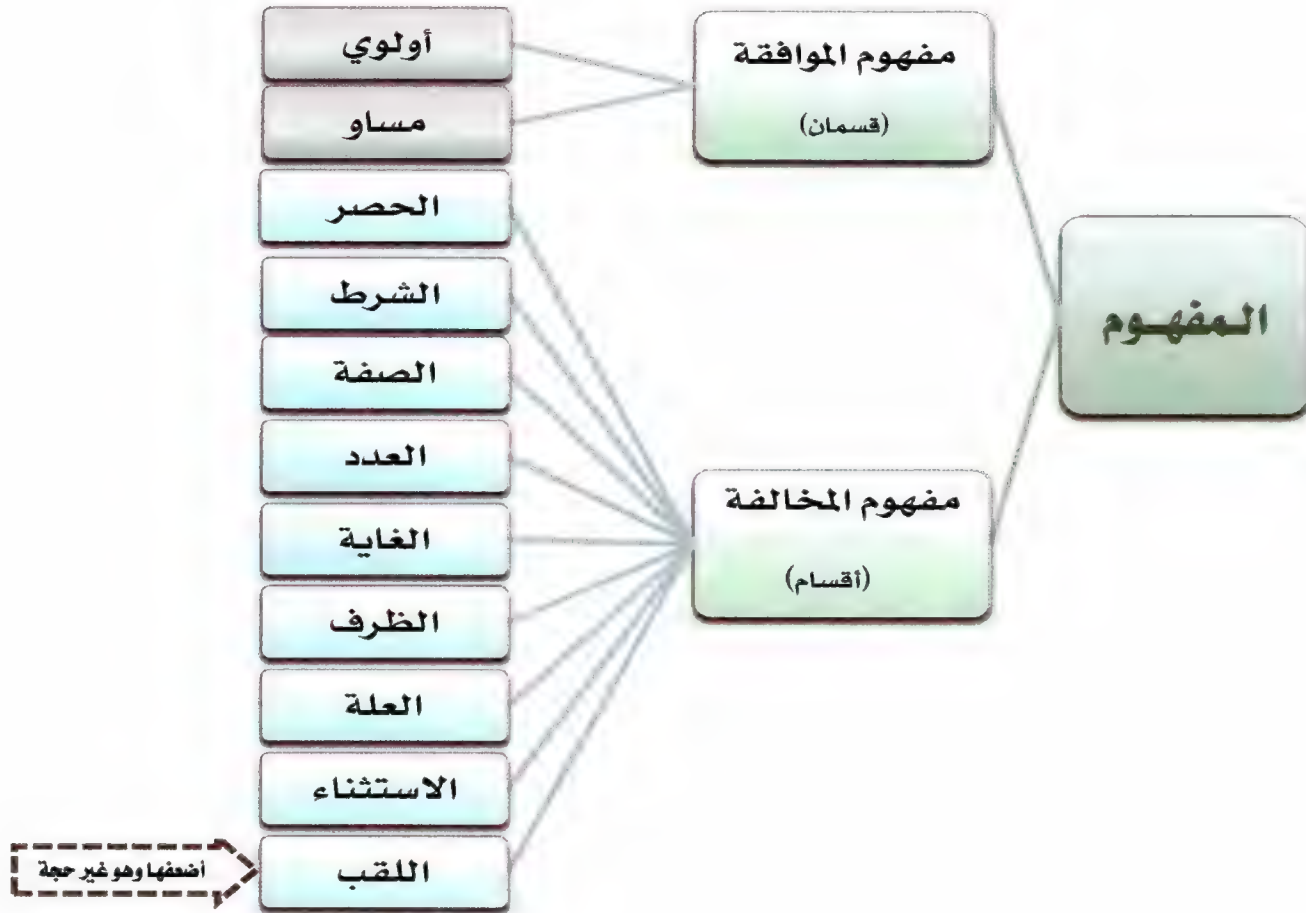 المفهوم
مفهوم الموافقة
(قسمان)
أولوي
مساو
مفهوم المخالفة
(أقسام)
الحصر
الشرط
الصفة
العدد
الغاية
الظرف
العلة
الاستثناء
اللقب
أضعفها وهو غير حجة